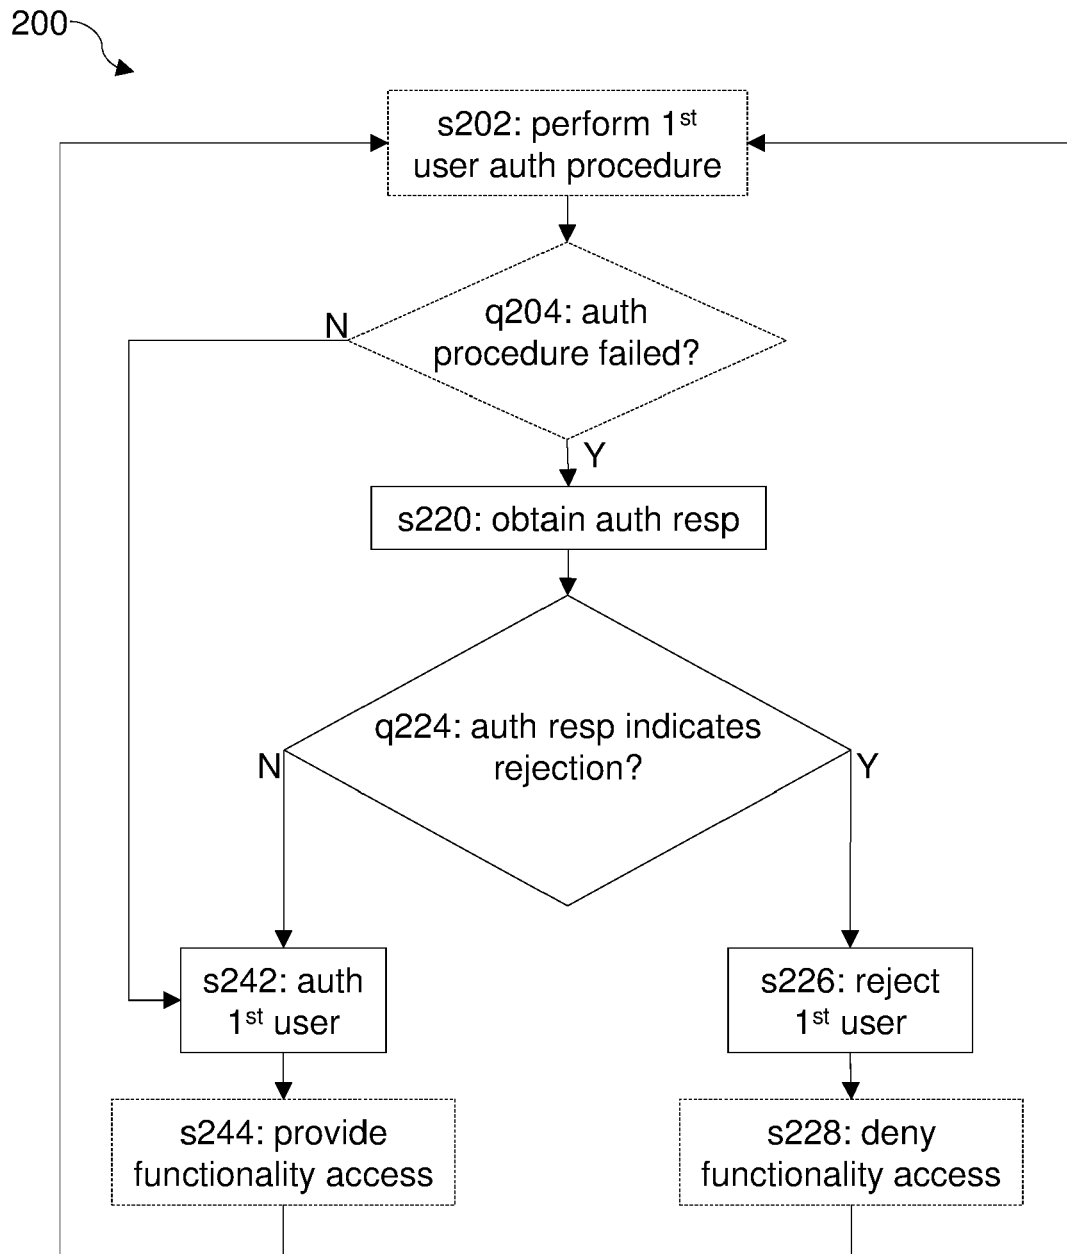 200
s202: perform 1st
user auth procedure
q204: auth
procedure failed?
N
Y
s220: obtain auth resp
q224: auth resp indicates
rejection?
N
Y
s242: auth
1st user
s226: reject
1st user
s244: provide
functionality access
s228: deny
functionality access